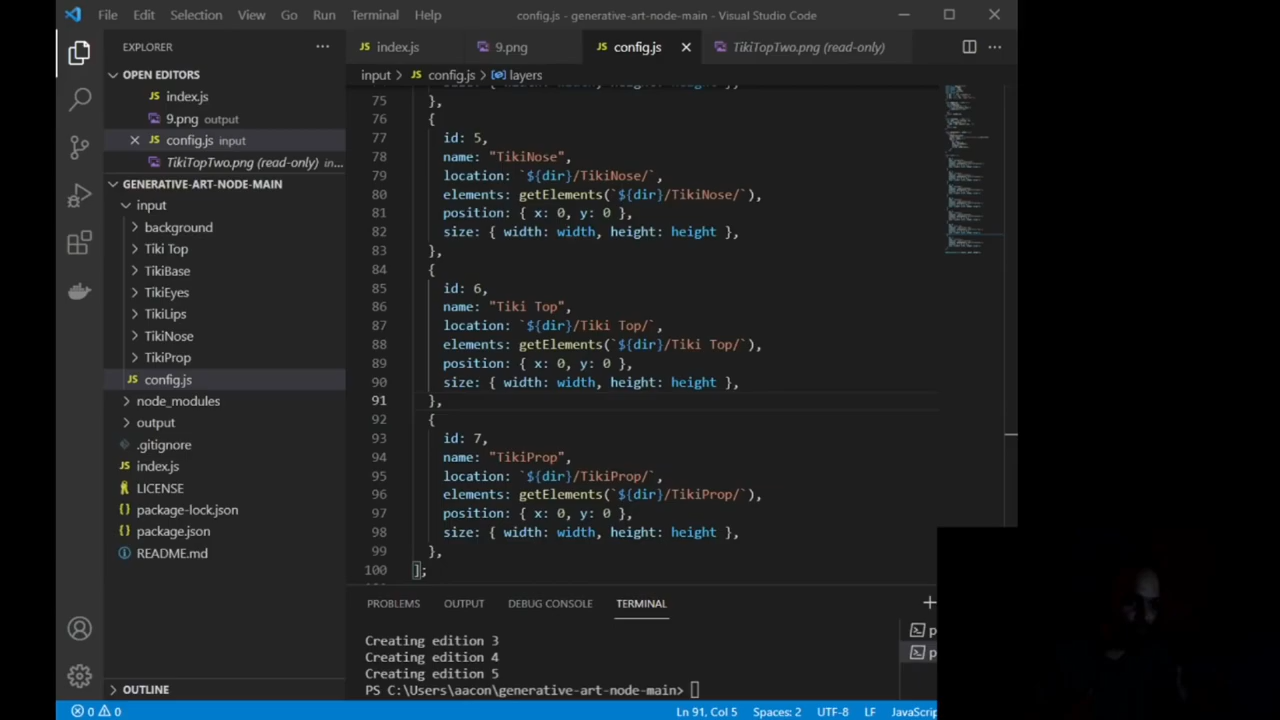 File Edit Selection View Go Run Terminal Help config.js - generative-art-node-main - Visual Studio Code
EXPLORER
index.js 9.png config.js TikiTopTwo.png (read-only)
OPEN EDITORS
index.js
9.png output
config.js input
TikiTopTwo.png (read-only) in...
GENERATIVE-ART-NODE-MAIN
input
background
Tiki Top
TikiBase
TikiEyes
TikiLips
TikiNose
TikiProp
config.js
node_modules
output
.gitignore
index.js
LICENSE
package-lock.json
package.json
README.md
OUTLINE
input > config.js > layers
75 },
76 {
77 id: 5,
78 name: "TikiNose",
79 location: `${dir}/TikiNose/`,
80 elements: getElements(`${dir}/TikiNose/`),
81 position: { x: 0, y: 0 },
82 size: { width: width, height: height },
83 },
84 {
85 id: 6,
86 name: "Tiki Top",
87 location: `${dir}/Tiki Top/`,
88 elements: getElements(`${dir}/Tiki Top/`),
89 position: { x: 0, y: 0 },
90 size: { width: width, height: height },
91 },
92 {
93 id: 7,
94 name: "TikiProp",
95 location: `${dir}/TikiProp/`,
96 elements: getElements(`${dir}/TikiProp/`),
97 position: { x: 0, y: 0 },
98 size: { width: width, height: height },
99 },
100 ];
PROBLEMS OUTPUT DEBUG CONSOLE TERMINAL
Creating edition 3
Creating edition 4
Creating edition 5
PS C:\Users\aacon\generative-art-node-main>
p
p
0 0 Ln 91, Col 5 Spaces: 2 UTF-8 LF JavaScrip